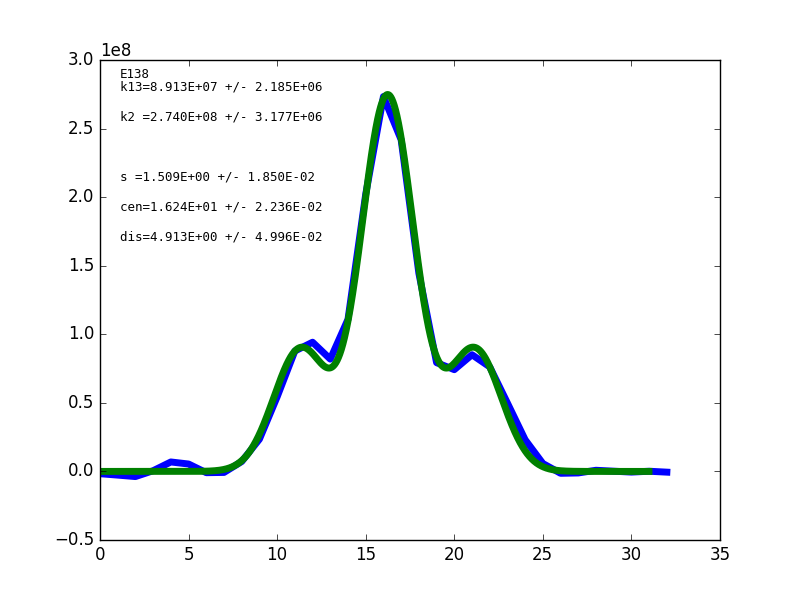 1e8
3.0
E138
k13=8.913E+07 +/- 2.185E+06
k2 =2.740E+08 +/- 3.177E+06
2.5
s =1.509E+00 +/- 1.850E-02
2.0
cen=1.624E+01 +/- 2.236E-02
dis=4.913E+00 +/- 4.996E-02
1.5
1.0
0.5
0.0
−0.5
0 5 10 15 20 25 30 35